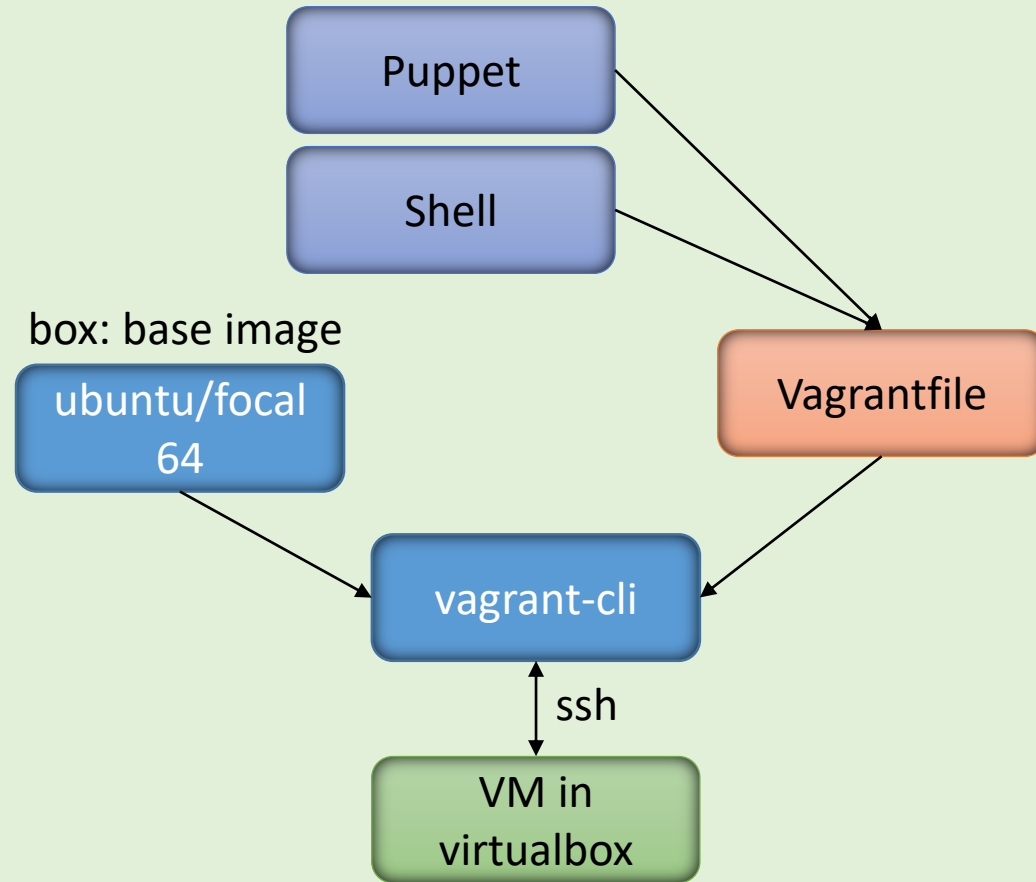 Puppet
Shell
box: base image
ubuntu/focal
64
Vagrantfile
vagrant-cli
ssh
VM in
virtualbox